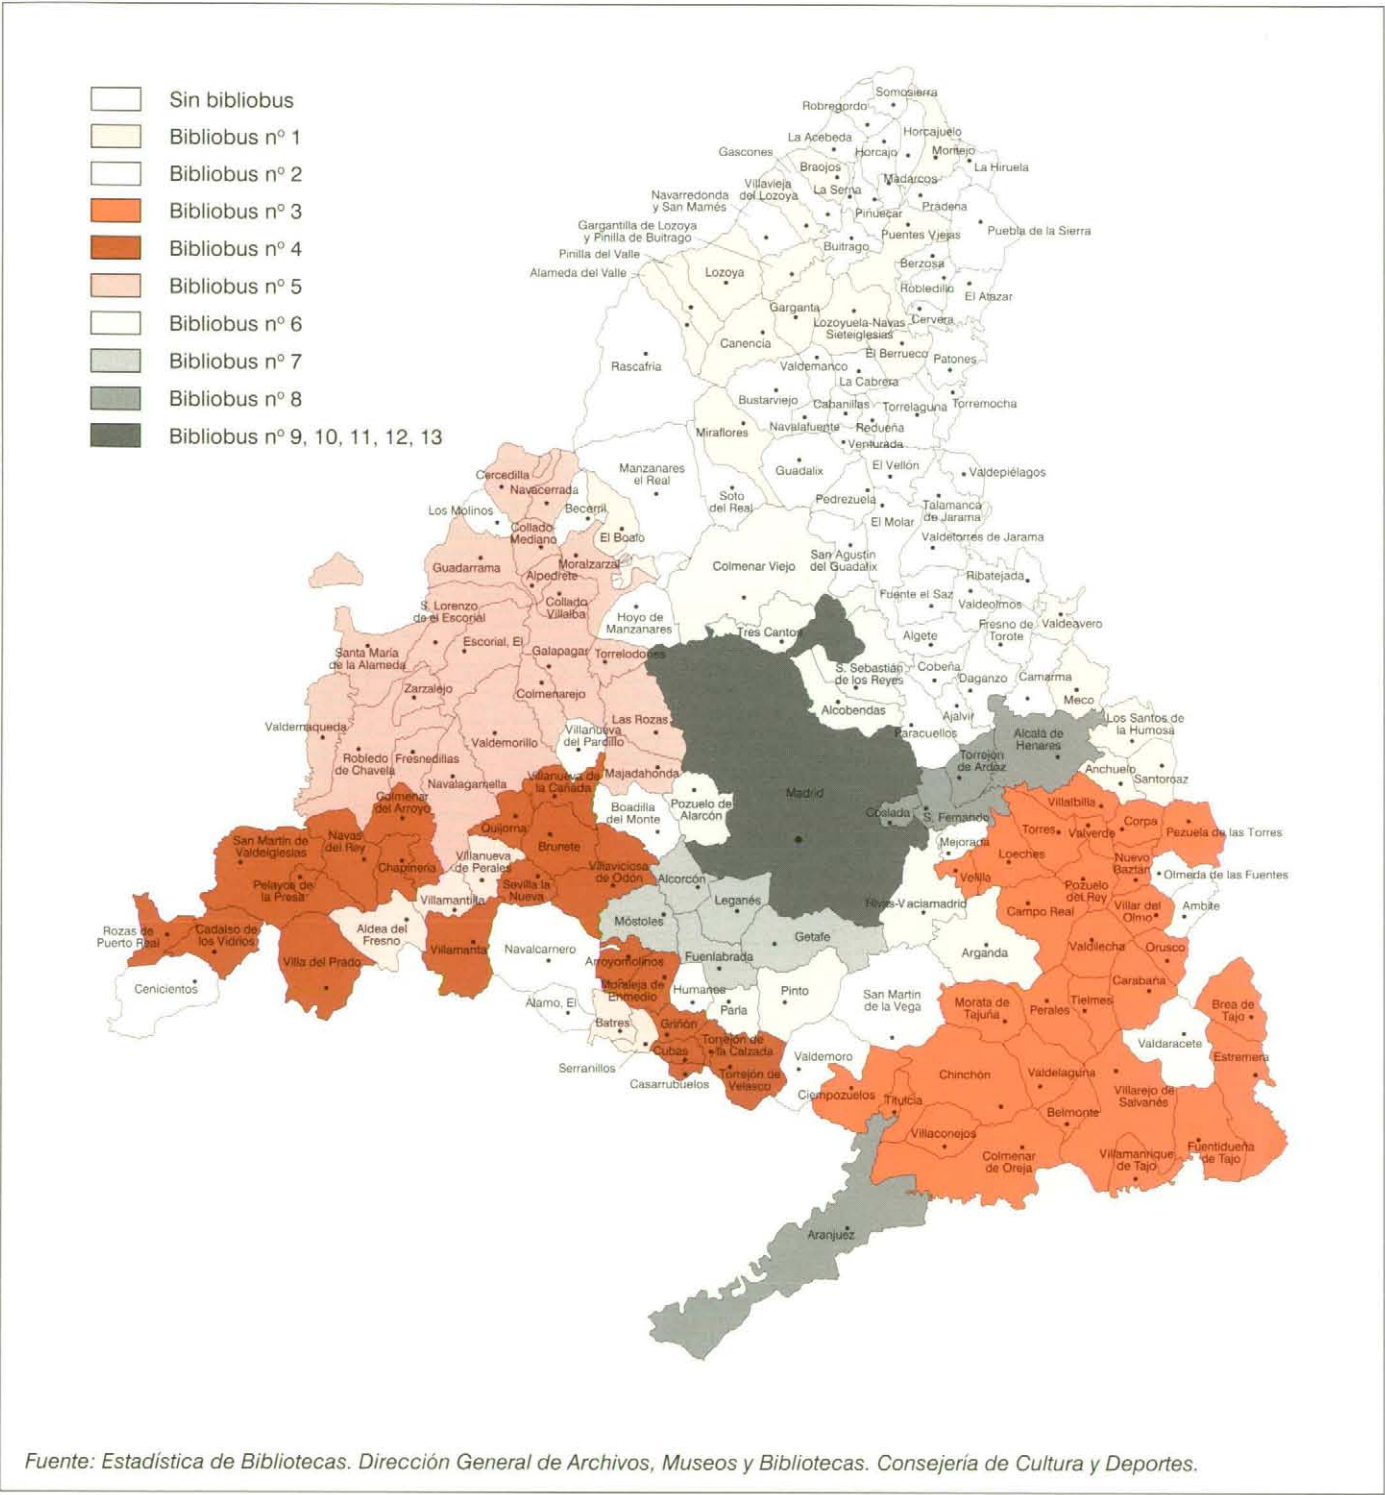 Sin bibliobus
Bibliobus nº 1
Bibliobus nº 2
Bibliobus nº 3
Bibliobus nº 4
Bibliobus nº 5
Bibliobus nº 6
Bibliobus nº 7
Bibliobus nº 8
Bibliobus nº 9, 10, 11, 12, 13
Somosierra
Robregordo
Horcajuelo
La Acebeda
Horcajo
Montejo
Gascones
La Hiruela
Braojos
Madarcos
Villavieja
del Lozoya
La Serna
Navarredonda
y San Mamés
Prádena
Piñuecar
Gargantilla de Lozoya
y Pinilla de Buitrago
Puebla de la Sierra
Puentes Viejas
Buitrago
Pinilla del Valle
Berzosa
Alameda del Valle
Lozoya
Robledillo
El Atazar
Garganta
Lozoyuela-Navas
Sieteiglesias
Cervera
Canencia
El Berrueco
Patones
Rascafría
Valdemanco
La Cabrera
Bustarviejo
Cabanillas
Torrelaguna
Torremocha
Miraflores
Navalafuente
Redueña
Venturada
Guadalix
El Vellón
Valdepiélagos
Manzanares
el Real
Cercedilla
Navacerrada
Soto
del Real
Pedrezuela
Talamanca
de Jarama
Los Molinos
Becerril
El Molar
Collado
Mediano
El Boalo
Valdetorres de Jarama
San Agustín
del Guadalix
Guadarrama
Moralzarzal
Colmenar Viejo
Alpedrete
Ribatejada
Fuente el Saz
Valdeolmos
Collado
Villalba
S. Lorenzo
de el Escorial
Hoyo de
Manzanares
Fresno de
Torote
Valdeavero
Tres Cantos
Algete
Escorial, El
Galapagar
Torrelodones
Santa María
de la Alameda
S. Sebastián
de los Reyes
Cobeña
Daganzo
Camarma
Zarzalejo
Colmenarejo
Meco
Alcobendas
Ajalvir
Las Rozas
Los Santos de
la Humosa
Valdemaqueda
Villanueva
del Pardillo
Paracuellos
Alcalá de
Henares
Valdemorillo
Robledo
de Chavela
Fresnedillas
Torrejón
de Ardoz
Anchuelo
Santorcaz
Majadahonda
Villanueva de
la Cañada
Navalagamella
Madrid
Colmenar
del Arroyo
Boadilla
del Monte
Pozuelo de
Alarcón
Villalbilla
Coslada
S. Fernando
Quijorna
Torres
Valverde
Corpa
Pezuela de las Torres
San Martín de
Valdeiglesias
Navas
del Rey
Brunete
Mejorada
Loeches
Villanueva
de Perales
Nuevo
Baztán
Chapinería
Villaviciosa
de Odón
Velilla
Olmeda de las Fuentes
Alcorcón
Pelayos de
la Presa
Sevilla la
Nueva
Pozuelo
del Rey
Villamantilla
Leganés
Rivas-Vaciamadrid
Campo Real
Villar del
Olmo
Ambite
Móstoles
Rozas de
Puerto Real
Cadalso de
los Vidrios
Aldea del
Fresno
Getafe
Villamanta
Navalcarnero
Valdilecha
Orusco
Arganda
Villa del Prado
Arroyomolinos
Fuenlabrada
Carabaña
Cenicientos
Moraleja de
Enmedio
Humanes
Pinto
San Martín
de la Vega
Morata de
Tajuña
Perales
Tielmes
Brea de
Tajo
Alamo, El
Parla
Batres
Griñón
Valdaracete
Torrejón de
la Calzada
Cubas
Valdemoro
Estremera
Serranillos
Casarrubuelos
Torrejón de
Velasco
Chinchón
Valdelaguna
Ciempozuelos
Titulcia
Villarejo de
Salvanés
Belmonte
Villaconejos
Colmenar
de Oreja
Villamanrique
de Tajo
Fuentidueña
de Tajo
Aranjuez
Fuente: Estadística de Bibliotecas. Dirección General de Archivos, Museos y Bibliotecas. Consejería de Cultura y Deportes.